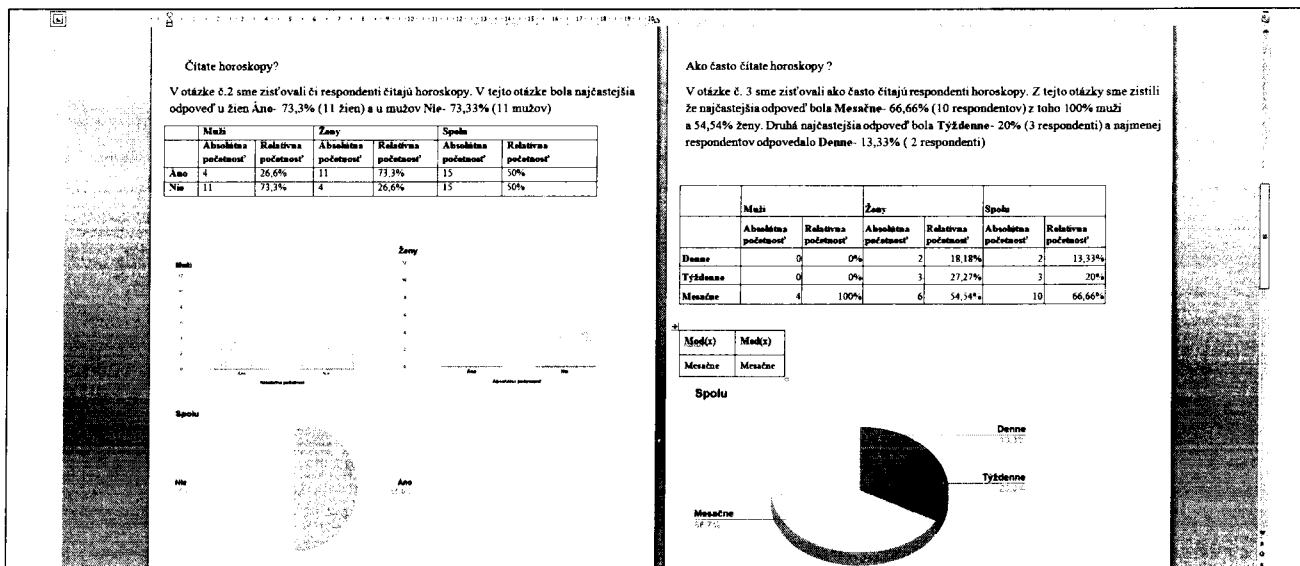 Čítate horoskopy?
V otázke č.2 sme zisťovali či respondenti čítajú horoskopy. V tejto otázke bola najčastejšia
odpoveď u žien Áno- 73,3% (11 žien) a u mužov Nie- 73,33% (11 mužov)
Muži Ženy Spolu
Absolútna početnosť Relatívna početnosť Absolútna početnosť Relatívna početnosť Absolútna početnosť Relatívna početnosť
Áno 4 26,6% 11 73,3% 15 50%
Nie 11 73,3% 4 26,6% 15 50%
Muži
Ženy
Áno Nie
Absolútna početnosť
Spolu
Nie
Áno
Ako často čítate horoskopy ?
V otázke č. 3 sme zisťovali ako často čítajú respondenti horoskopy. Z tejto otázky sme zistili
že najčastejšia odpoveď bola Mesačne- 66,66% (10 respondentov) z toho 100% muži
a 54,54% ženy. Druhá najčastejšia odpoveď bola Týždenne- 20% (3 respondenti) a najmenej
respondentov odpovedalo Denne- 13,33% ( 2 respondenti)
Muži Ženy Spolu
Absolútna početnosť Relatívna početnosť Absolútna početnosť Relatívna početnosť Absolútna početnosť Relatívna početnosť
Denne 0 0% 2 18,18% 2 13,33%
Týždenne 0 0% 3 27,27% 3 20%
Mesačne 4 100% 6 54,54% 10 66,66%
Mod(x) Med(x)
Mesačne Mesačne
Spolu
Denne
13,3%
Týždenne
Mesačne
66,7%